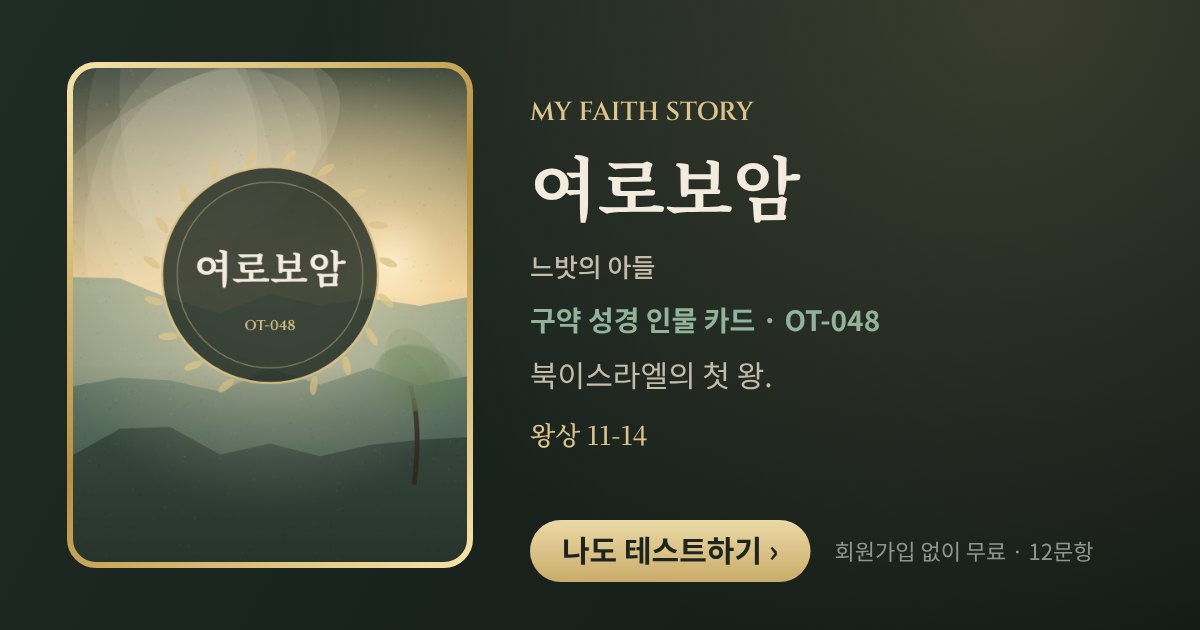 여로보암
OT-048
MY FAITH STORY
여로보암
느밧의 아들
구약 성경 인물 카드 · OT-048
북이스라엘의 첫 왕.
왕상 11-14
나도 테스트하기 ›
회원가입 없이 무료 · 12문항